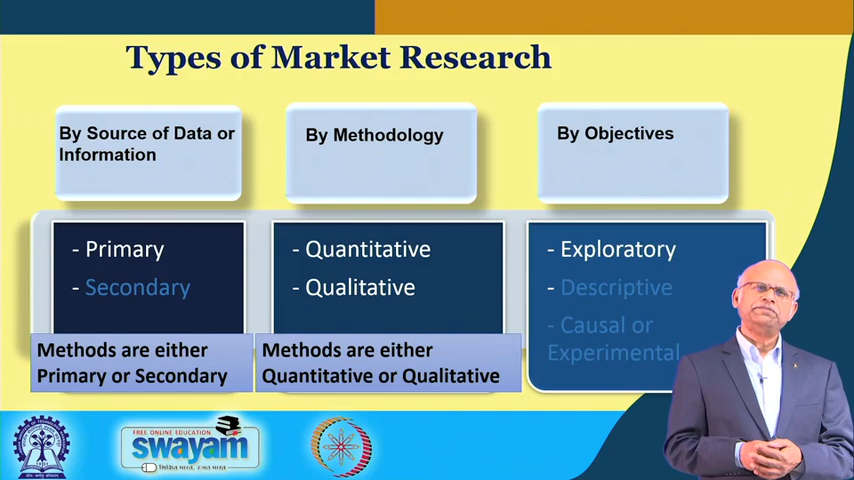 Types of Market Research
By Source of Data or
Information
By Methodology
By Objectives
- Primary
- Secondary
- Quantitative
- Qualitative
- Exploratory
- Descriptive
- Causal or
Experimental
Methods are either
Primary or Secondary
Methods are either
Quantitative or Qualitative
FREE ONLINE EDUCATION
swayam